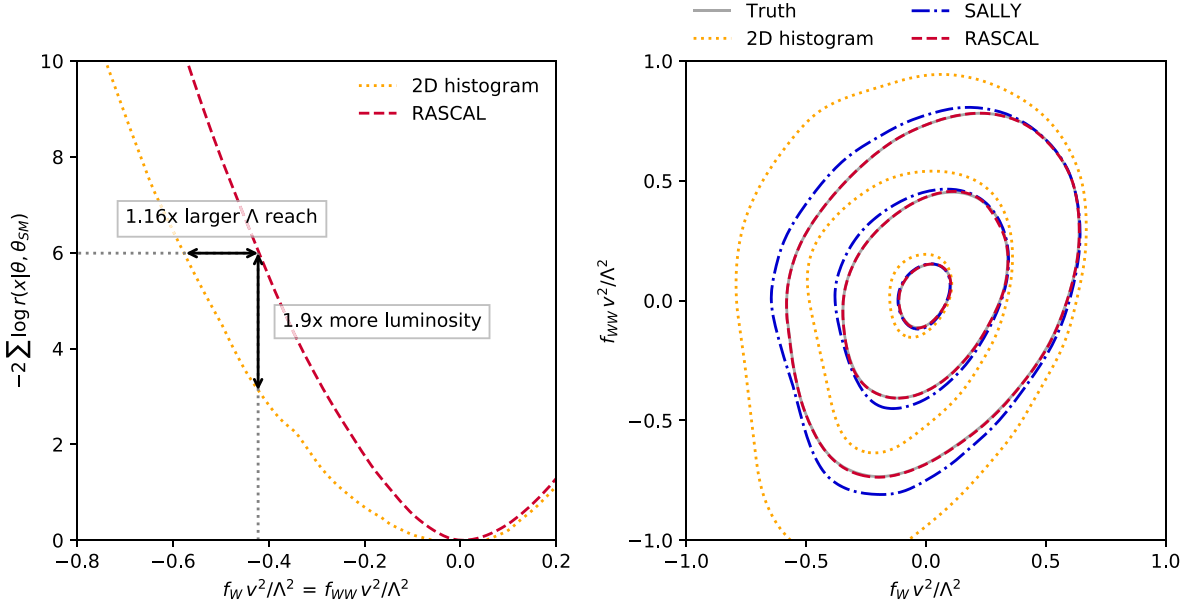 −2 ∑ log r(x|θ, θ_SM)
10
8
6
4
2
0
2D histogram
RASCAL
1.16x larger Λ reach
1.9x more luminosity
−0.8 −0.6 −0.4 −0.2 0.0 0.2
f_W v²/Λ² = f_WW v²/Λ²
Truth SALLY
2D histogram RASCAL
f_WW v²/Λ²
1.0
0.5
0.0
−0.5
−1.0
−1.0 −0.5 0.0 0.5 1.0
f_W v²/Λ²